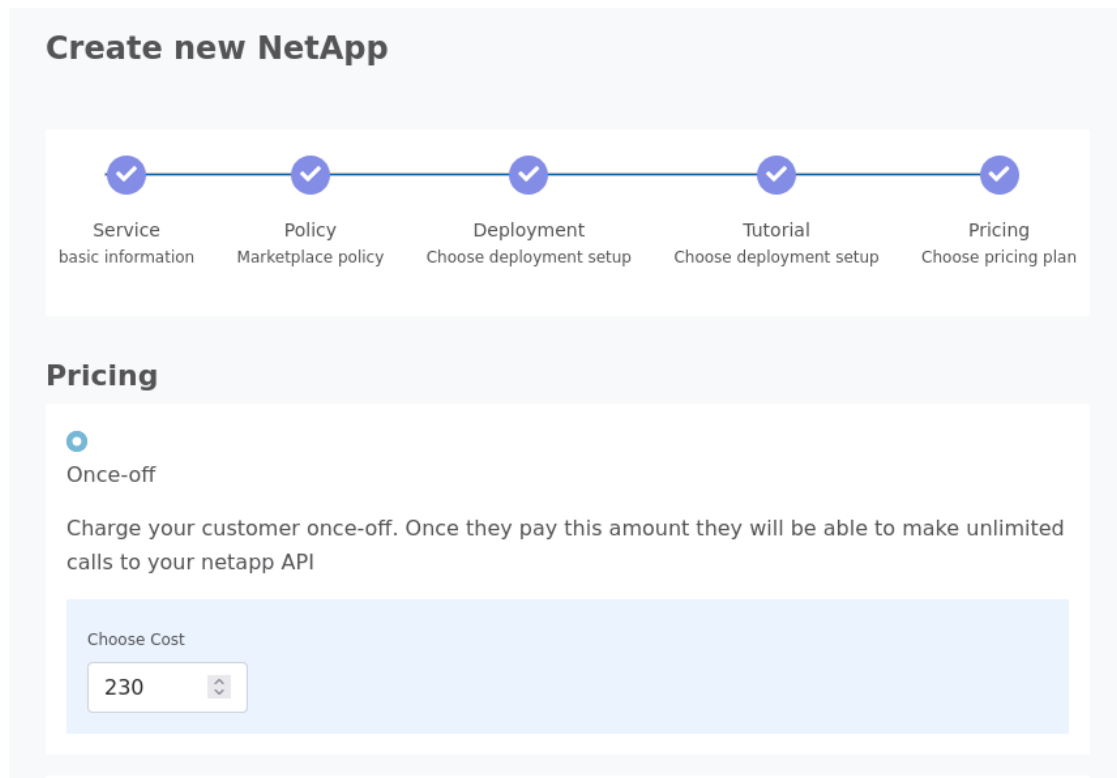 Create new NetApp
Service
basic information
Policy
Marketplace policy
Deployment
Choose deployment setup
Tutorial
Choose deployment setup
Pricing
Choose pricing plan
Pricing
Once-off
Charge your customer once-off. Once they pay this amount they will be able to make unlimited
calls to your netapp API
Choose Cost
230